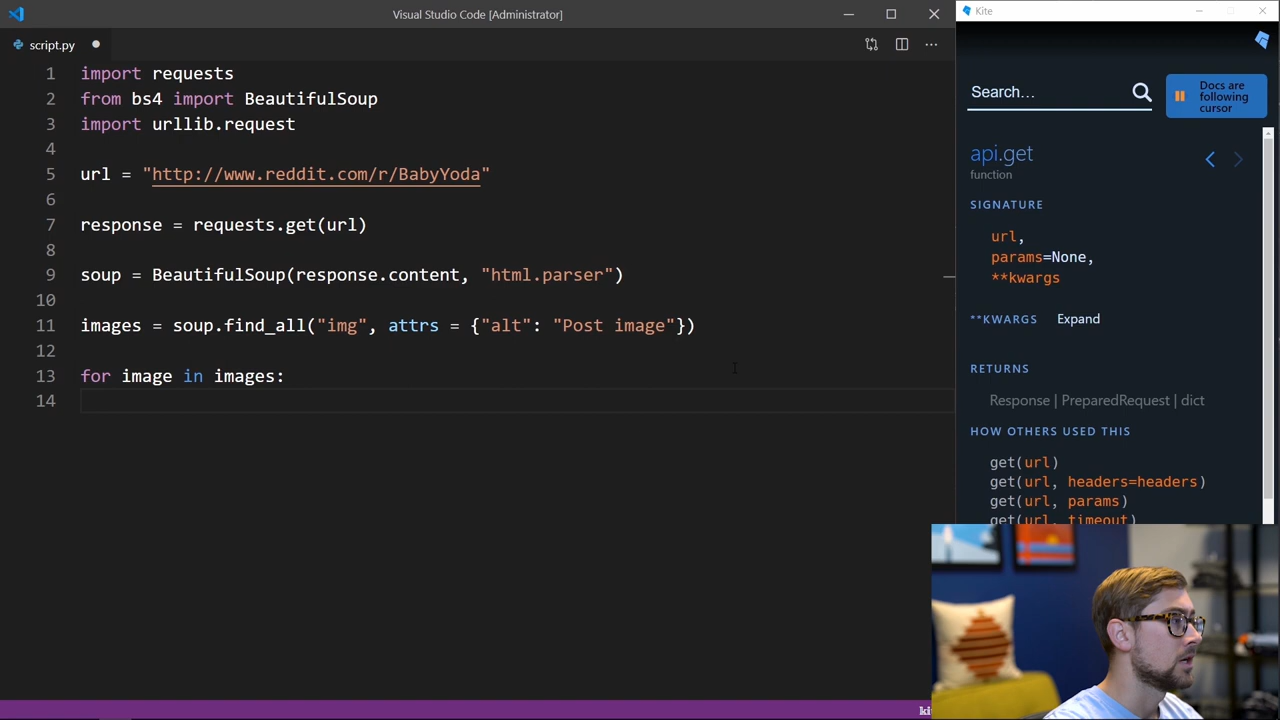 Visual Studio Code [Administrator]
script.py
1 import requests
2 from bs4 import BeautifulSoup
3 import urllib.request
4
5 url = "http://www.reddit.com/r/BabyYoda"
6
7 response = requests.get(url)
8
9 soup = BeautifulSoup(response.content, "html.parser")
10
11 images = soup.find_all("img", attrs = {"alt": "Post image"})
12
13 for image in images:
14
Kite
Search...
Docs are
following
cursor
api.get
function
SIGNATURE
url,
params=None,
**kwargs
**KWARGS Expand
RETURNS
Response | PreparedRequest | dict
HOW OTHERS USED THIS
get(url)
get(url, headers=headers)
get(url, params)
get(url, timeout)